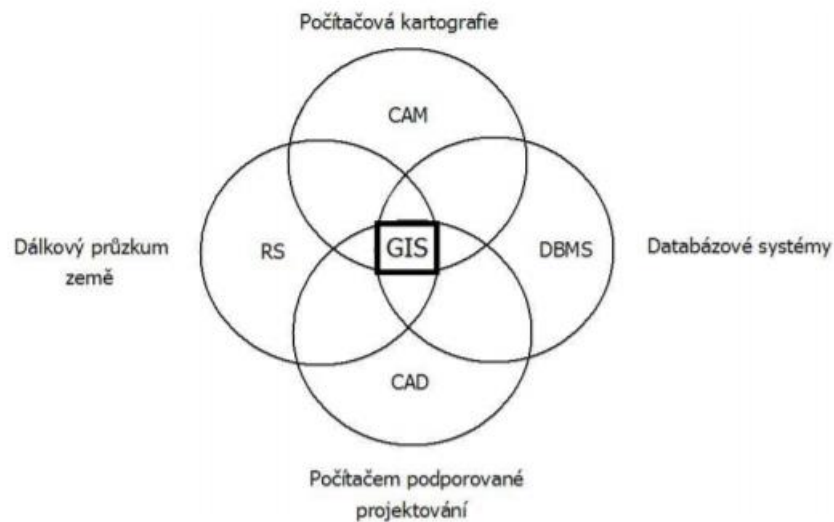 Počítačová kartografie
CAM
Dálkový průzkum
země
RS
GIS
DBMS
Databázové systémy
CAD
Počítačem podporované
projektování